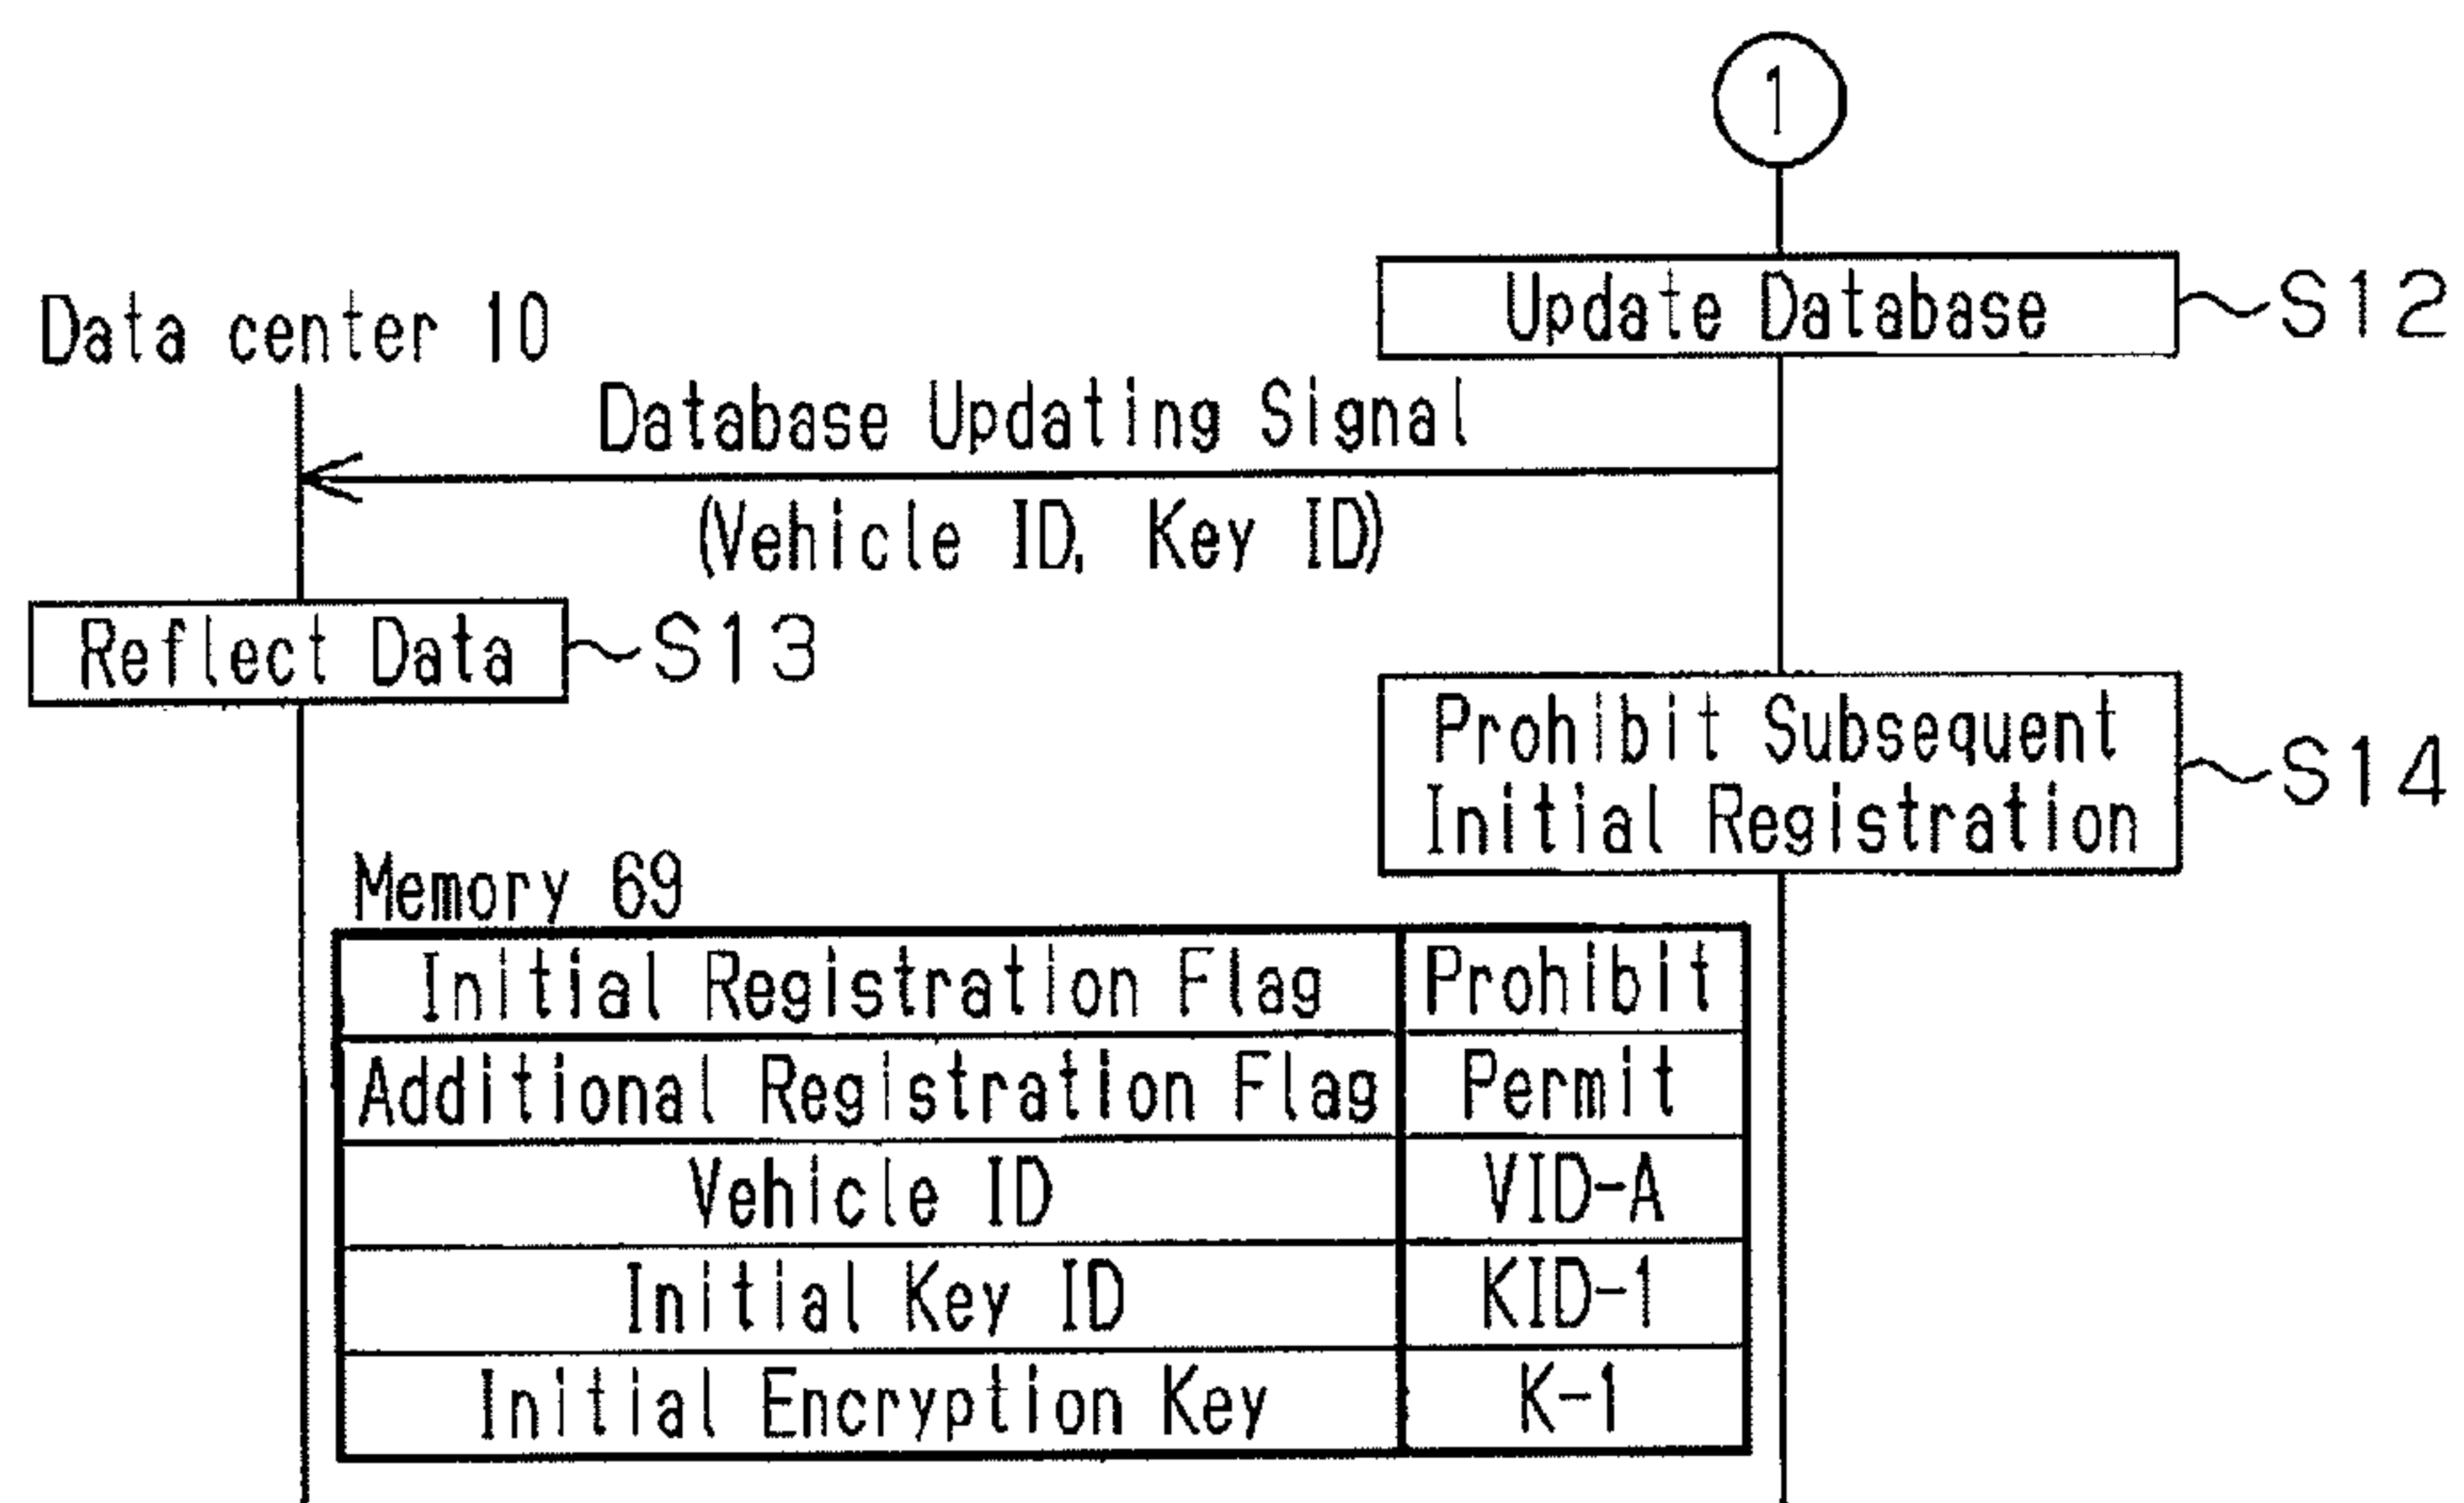 1
Update Database
S12
Data center 10
Database Updating Signal
(Vehicle ID, Key ID)
Reflect Data
S13
Prohibit Subsequent
Initial Registration
S14
Memory 69
Initial Registration Flag Prohibit
Additional Registration Flag Permit
Vehicle ID VID-A
Initial Key ID KID-1
Initial Encryption Key K-1